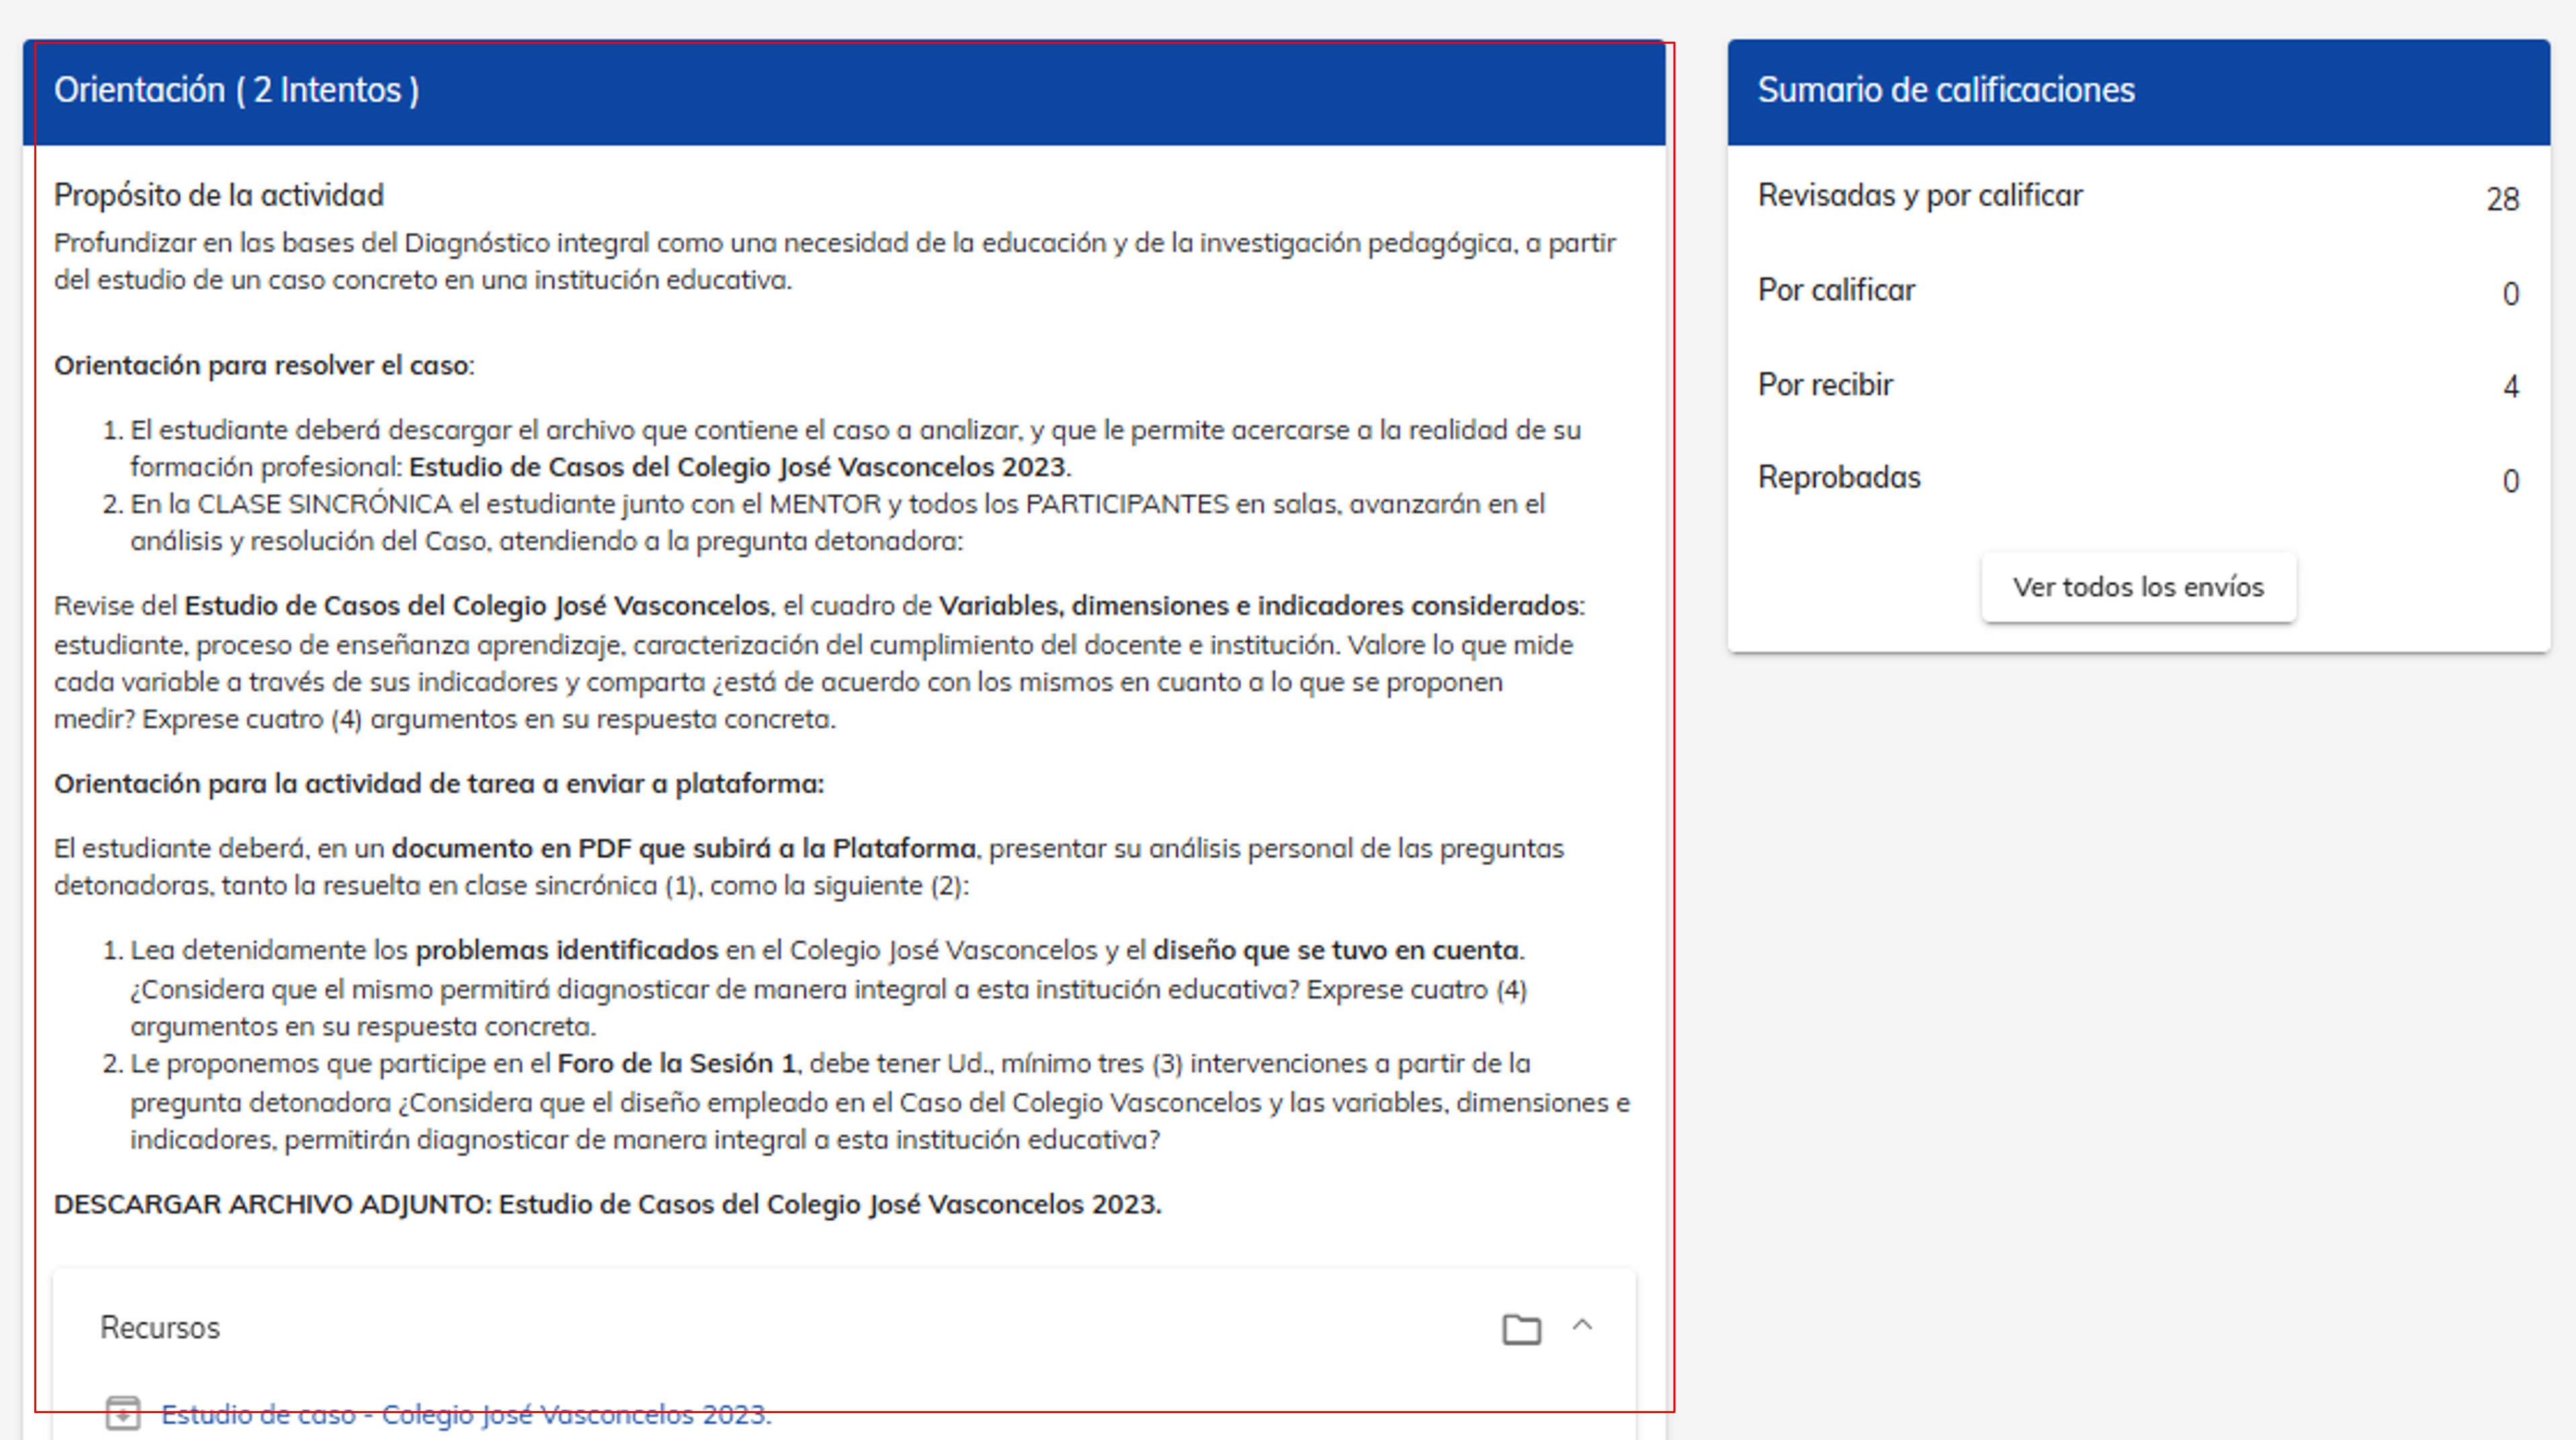 Orientación ( 2 Intentos )
Propósito de la actividad
Profundizar en las bases del Diagnóstico integral como una necesidad de la educación y de la investigación pedagógica, a partir
del estudio de un caso concreto en una institución educativa.
Orientación para resolver el caso:
1. El estudiante deberá descargar el archivo que contiene el caso a analizar, y que le permite acercarse a la realidad de su
formación profesional: Estudio de Casos del Colegio José Vasconcelos 2023.
2. En la CLASE SINCRÓNICA el estudiante junto con el MENTOR y todos los PARTICIPANTES en salas, avanzarán en el
análisis y resolución del Caso, atendiendo a la pregunta detonadora:
Revise del Estudio de Casos del Colegio José Vasconcelos, el cuadro de Variables, dimensiones e indicadores considerados:
estudiante, proceso de enseñanza aprendizaje, caracterización del cumplimiento del docente e institución. Valore lo que mide
cada variable a través de sus indicadores y comparta ¿está de acuerdo con los mismos en cuanto a lo que se proponen
medir? Exprese cuatro (4) argumentos en su respuesta concreta.
Orientación para la actividad de tarea a enviar a plataforma:
El estudiante deberá, en un documento en PDF que subirá a la Plataforma, presentar su análisis personal de las preguntas
detonadoras, tanto la resuelta en clase sincrónica (1), como la siguiente (2):
1. Lea detenidamente los problemas identificados en el Colegio José Vasconcelos y el diseño que se tuvo en cuenta.
¿Considera que el mismo permitirá diagnosticar de manera integral a esta institución educativa? Exprese cuatro (4)
argumentos en su respuesta concreta.
2. Le proponemos que participe en el Foro de la Sesión 1, debe tener Ud., mínimo tres (3) intervenciones a partir de la
pregunta detonadora ¿Considera que el diseño empleado en el Caso del Colegio Vasconcelos y las variables, dimensiones e
indicadores, permitirán diagnosticar de manera integral a esta institución educativa?
DESCARGAR ARCHIVO ADJUNTO: Estudio de Casos del Colegio José Vasconcelos 2023.
Recursos
Estudio de caso - Colegio José Vasconcelos 2023.
Sumario de calificaciones
Revisadas y por calificar 28
Por calificar 0
Por recibir 4
Reprobadas 0
Ver todos los envíos